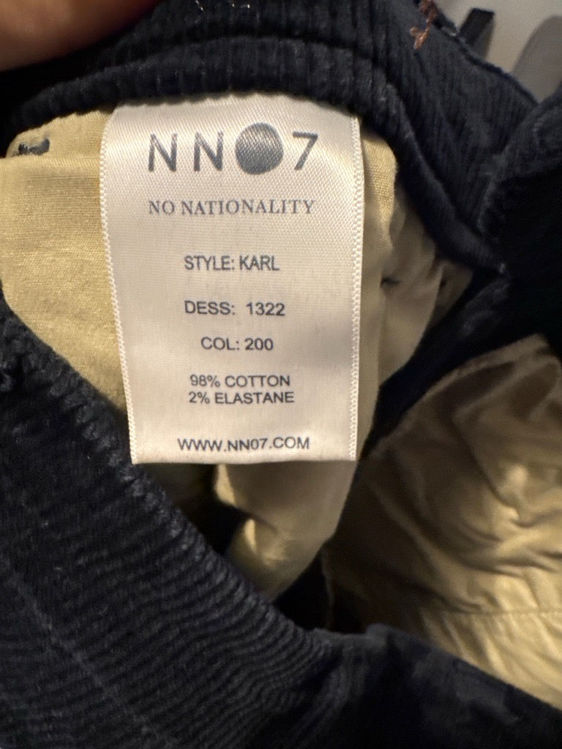 NN07
NO NATIONALITY
STYLE: KARL
DESS: 1322
COL: 200
98% COTTON
2% ELASTANE
WWW.NN07.COM